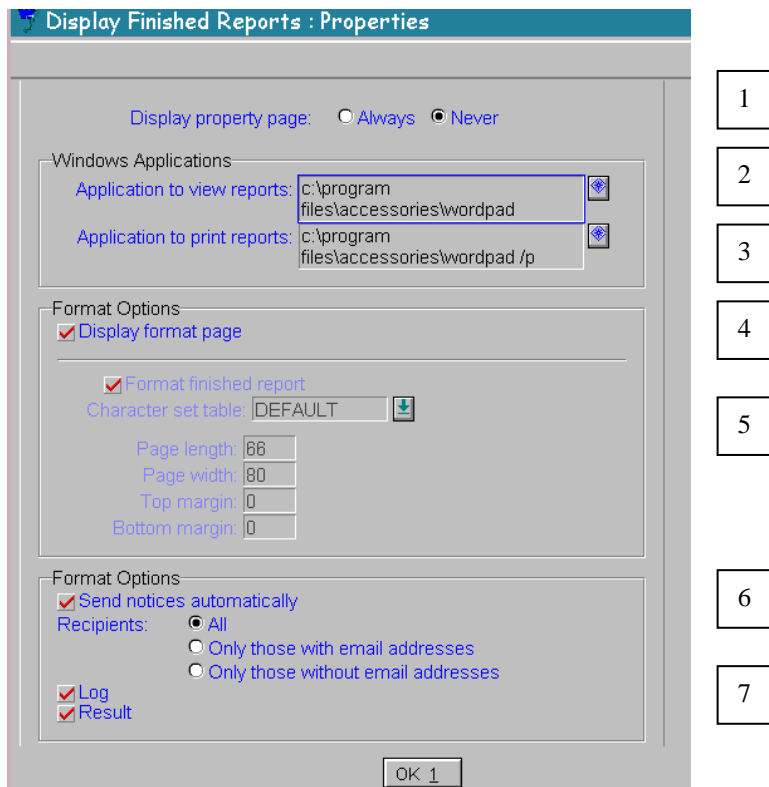 Display Finished Reports : Properties
Display property page: Always Never
1
Windows Applications
2
Application to view reports: c:\program
files\accessories\wordpad
Application to print reports: c:\program
files\accessories\wordpad /p
3
Format Options
Display format page
4
Format finished report
Character set table: DEFAULT
5
Page length: 66
Page width: 80
Top margin: 0
Bottom margin: 0
Format Options
Send notices automatically
6
Recipients: All
Only those with email addresses
Only those without email addresses
Log
7
Result
OK 1